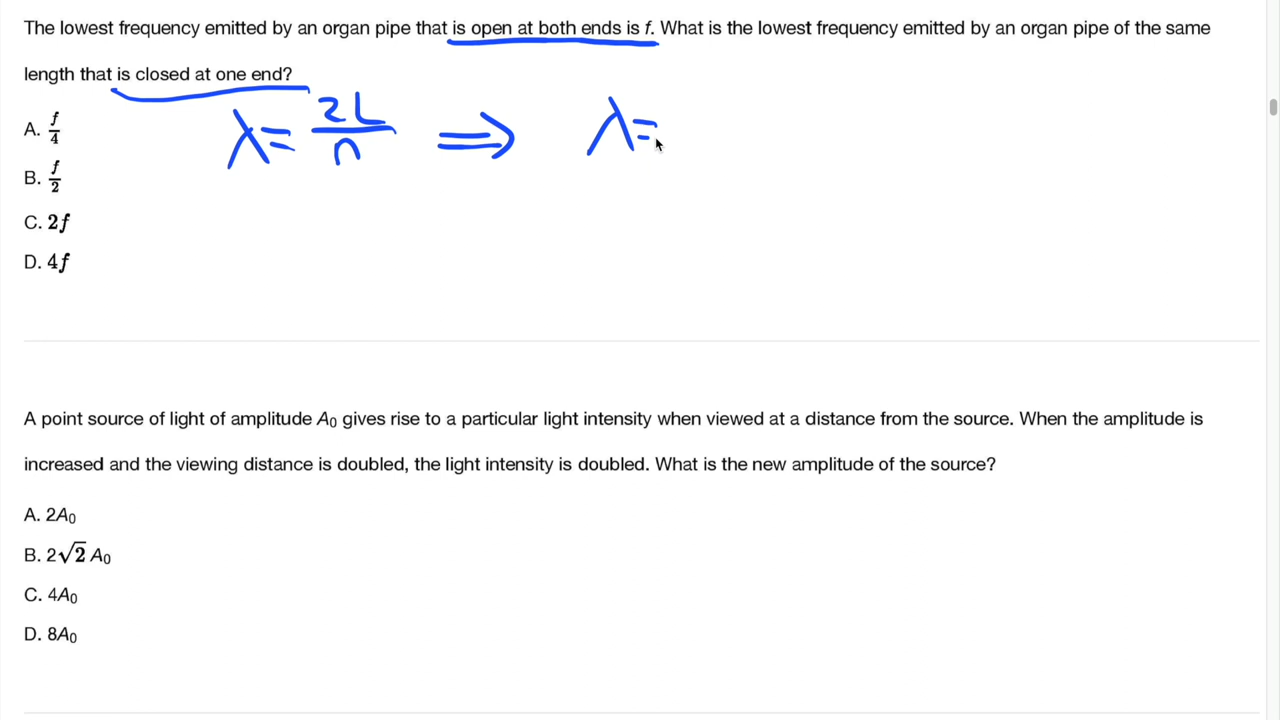 The lowest frequency emitted by an organ pipe that is open at both ends is f. What is the lowest frequency emitted by an organ pipe of the same
length that is closed at one end?
λ = 2L/n ⇒ λ =
A. f/4
B. f/2
C. 2f
D. 4f
A point source of light of amplitude A₀ gives rise to a particular light intensity when viewed at a distance from the source. When the amplitude is
increased and the viewing distance is doubled, the light intensity is doubled. What is the new amplitude of the source?
A. 2A₀
B. 2√2 A₀
C. 4A₀
D. 8A₀